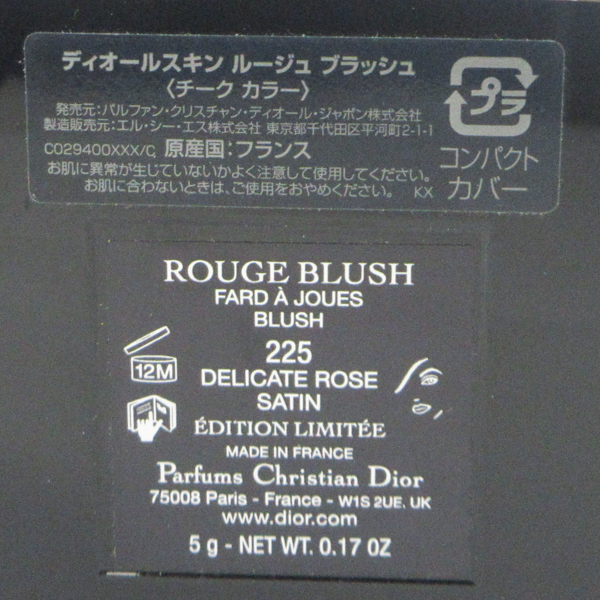 ディオールスキン ルージュ ブラッシュ
〈チーク カラー〉
発売元:パルファン・クリスチャン・ディオール・ジャポン株式会社
製造販売元:エル・シー・エス株式会社 東京都千代田区平河町2-1-1
C029400XXX/C 原産国:フランス
お肌に異常が生じていないかよく注意して使用してください。
お肌に合わないときは、ご使用をおやめください。 KX
プラ
コンパクト
カバー
ROUGE BLUSH
FARD À JOUES
BLUSH
225
12M
DELICATE ROSE
SATIN
ÉDITION LIMITÉE
MADE IN FRANCE
Parfums Christian Dior
75008 Paris - France - W1S 2UE. UK
www.dior.com
5 g - NET WT. 0.17 OZ